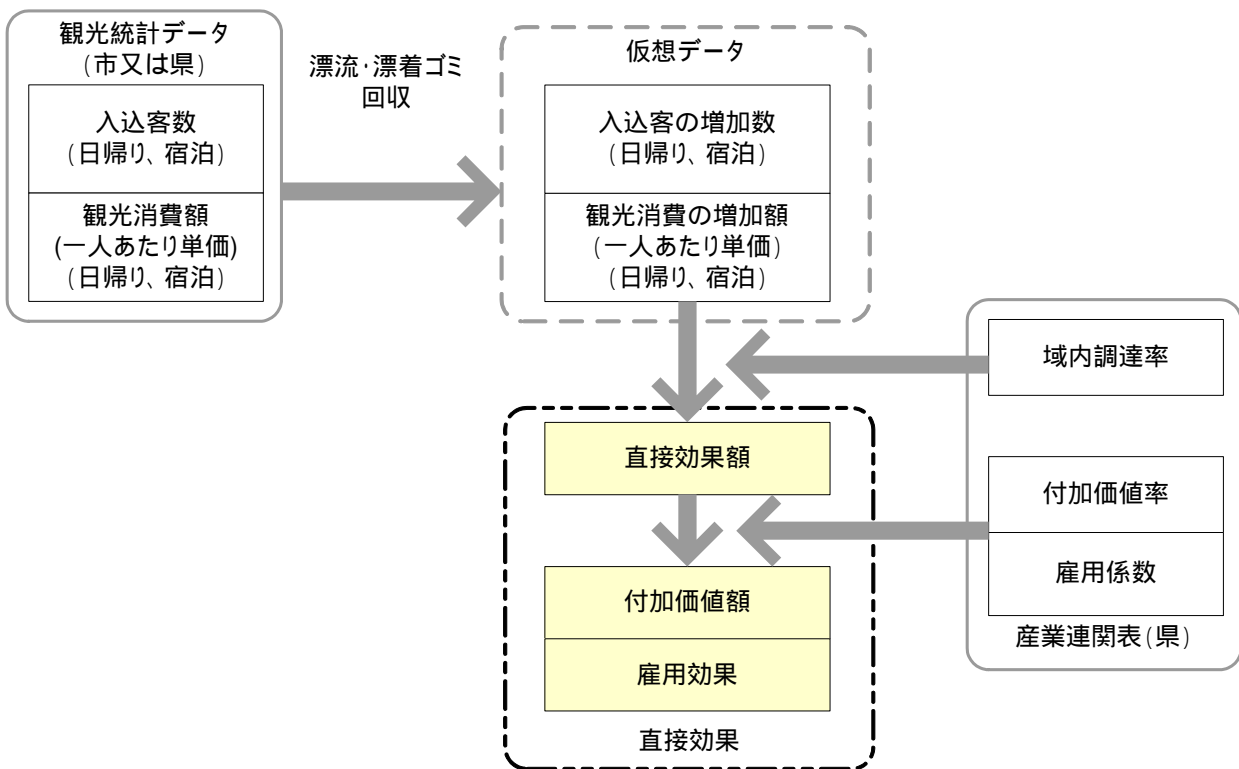 観光統計データ
(市又は県)
入込客数
(日帰り、宿泊)
観光消費額
(一人あたり単価)
(日帰り、宿泊)
漂流・漂着ゴミ
回収
仮想データ
入込客の増加数
(日帰り、宿泊)
観光消費の増加額
(一人あたり単価)
(日帰り、宿泊)
域内調達率
付加価値率
雇用係数
産業連関表(県)
直接効果額
付加価値額
雇用効果
直接効果